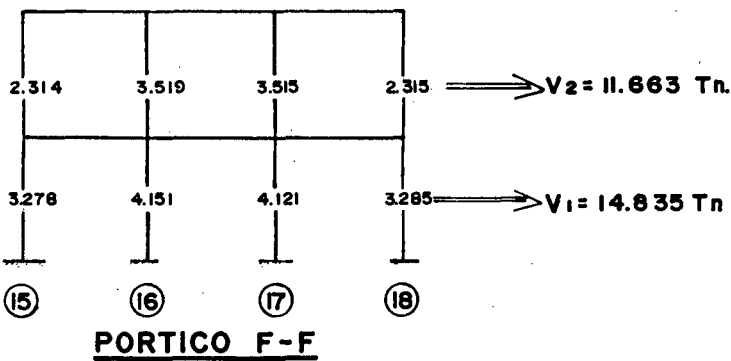 2.314 3.519 3.515 2.315 V2 = 11.663 Tn.
3.278 4.151 4.121 3.285 V1 = 14.835 Tn
15 16 17 18
PORTICO F-F